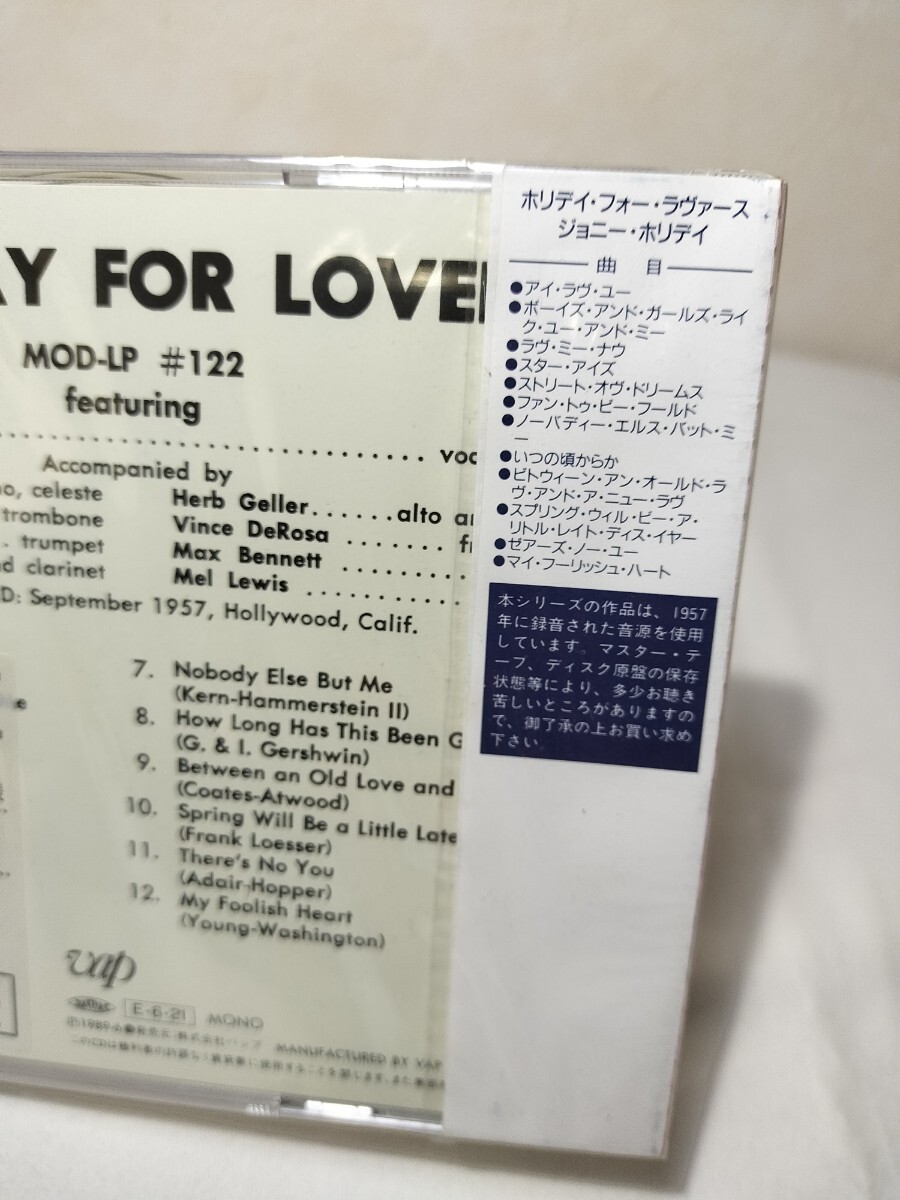 AY FOR LOVE
MOD-LP #122
featuring
Accompanied by
celeste
Herb Geller......alto
trombone
Vince DeRosa
trumpet
Max Bennett
clarinet
Mel Lewis
D: September 1957, Hollywood, Calif.
7. Nobody Else But Me
(Kern-Hammerstein II)
8. How Long Has This Been G
(G. & I. Gershwin)
9. Between an Old Love and
(Coates-Atwood)
10. Spring Will Be a Little Late
(Frank Loesser)
11. There's No You
(Adair-Hopper)
12. My Foolish Heart
(Young-Washington)
vap
E-6-21 MONO
MANUFACTURED BY VAP
ホリデイ・フォー・ラヴァース
ジョニー・ホリデイ
曲目
●アイ・ラヴ・ユー
●ボーイズ・アンド・ガールズ・ライ
ク・ユー・アンド・ミー
●ラヴ・ミー・ナウ
●スター・アイズ
●ストリート・オヴ・ドリームス
●ファン・トゥ・ビー・フールド
●ノーバディー・エルス・バット・ミ
ー
●いつの頃からか
●ビトウィーン・アン・オールド・ラ
ヴ・アンド・ア・ニュー・ラヴ
●スプリング・ウィル・ビー・ア・
リトル・レイト・ディス・イヤー
●ゼアーズ・ノー・ユー
●マイ・フーリッシュ・ハート
本シリーズの作品は、1957
年に録音された音源を使用
しています。マスター・テ
ープ、ディスク原盤の保存
状態等により、多少お聴き
苦しいところがありますの
で、御了承の上お買い求め
下さい。